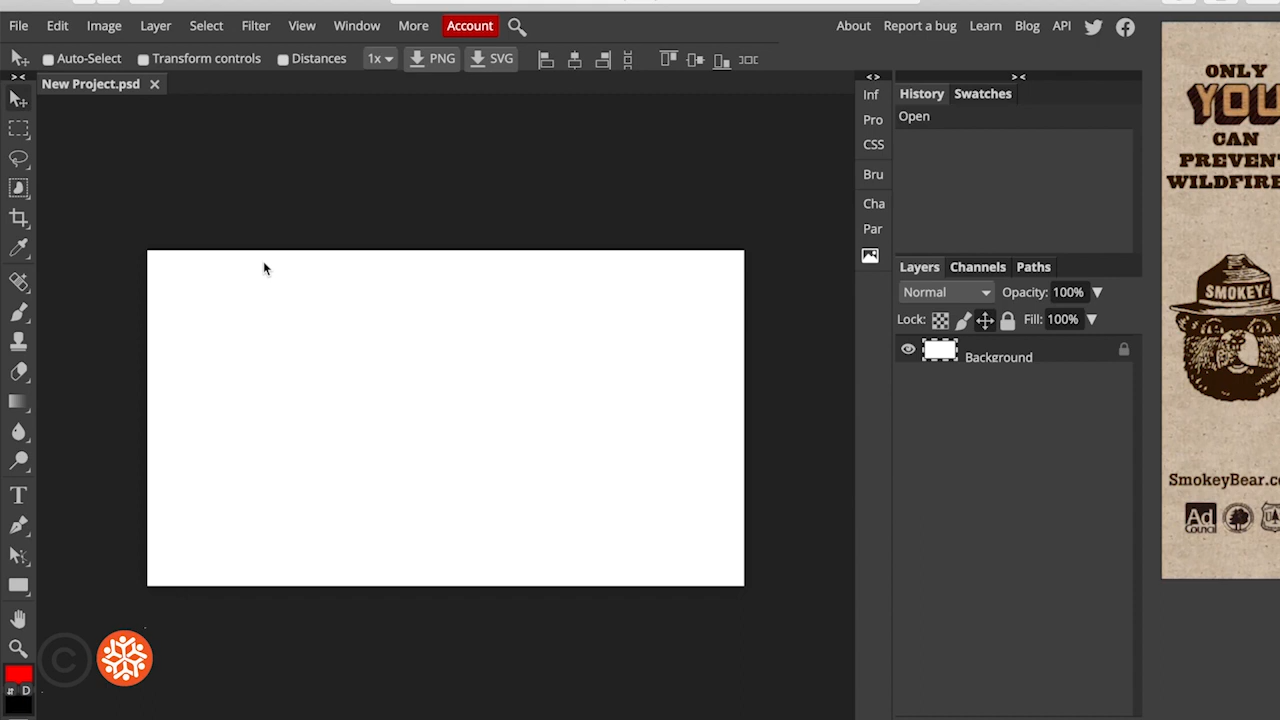 File Edit Image Layer Select Filter View Window More Account About Report a bug Learn Blog API
Auto-Select Transform controls Distances 1x PNG SVG
New Project.psd
Inf
Pro
CSS
Bru
Cha
Par
History Swatches
Open
Layers Channels Paths
Normal Opacity: 100%
Lock: Fill: 100%
Background
D
ONLY
YOU
CAN
PREVENT
WILDFIRE
SMOKEY
SmokeyBear.co
Ad
Council
©